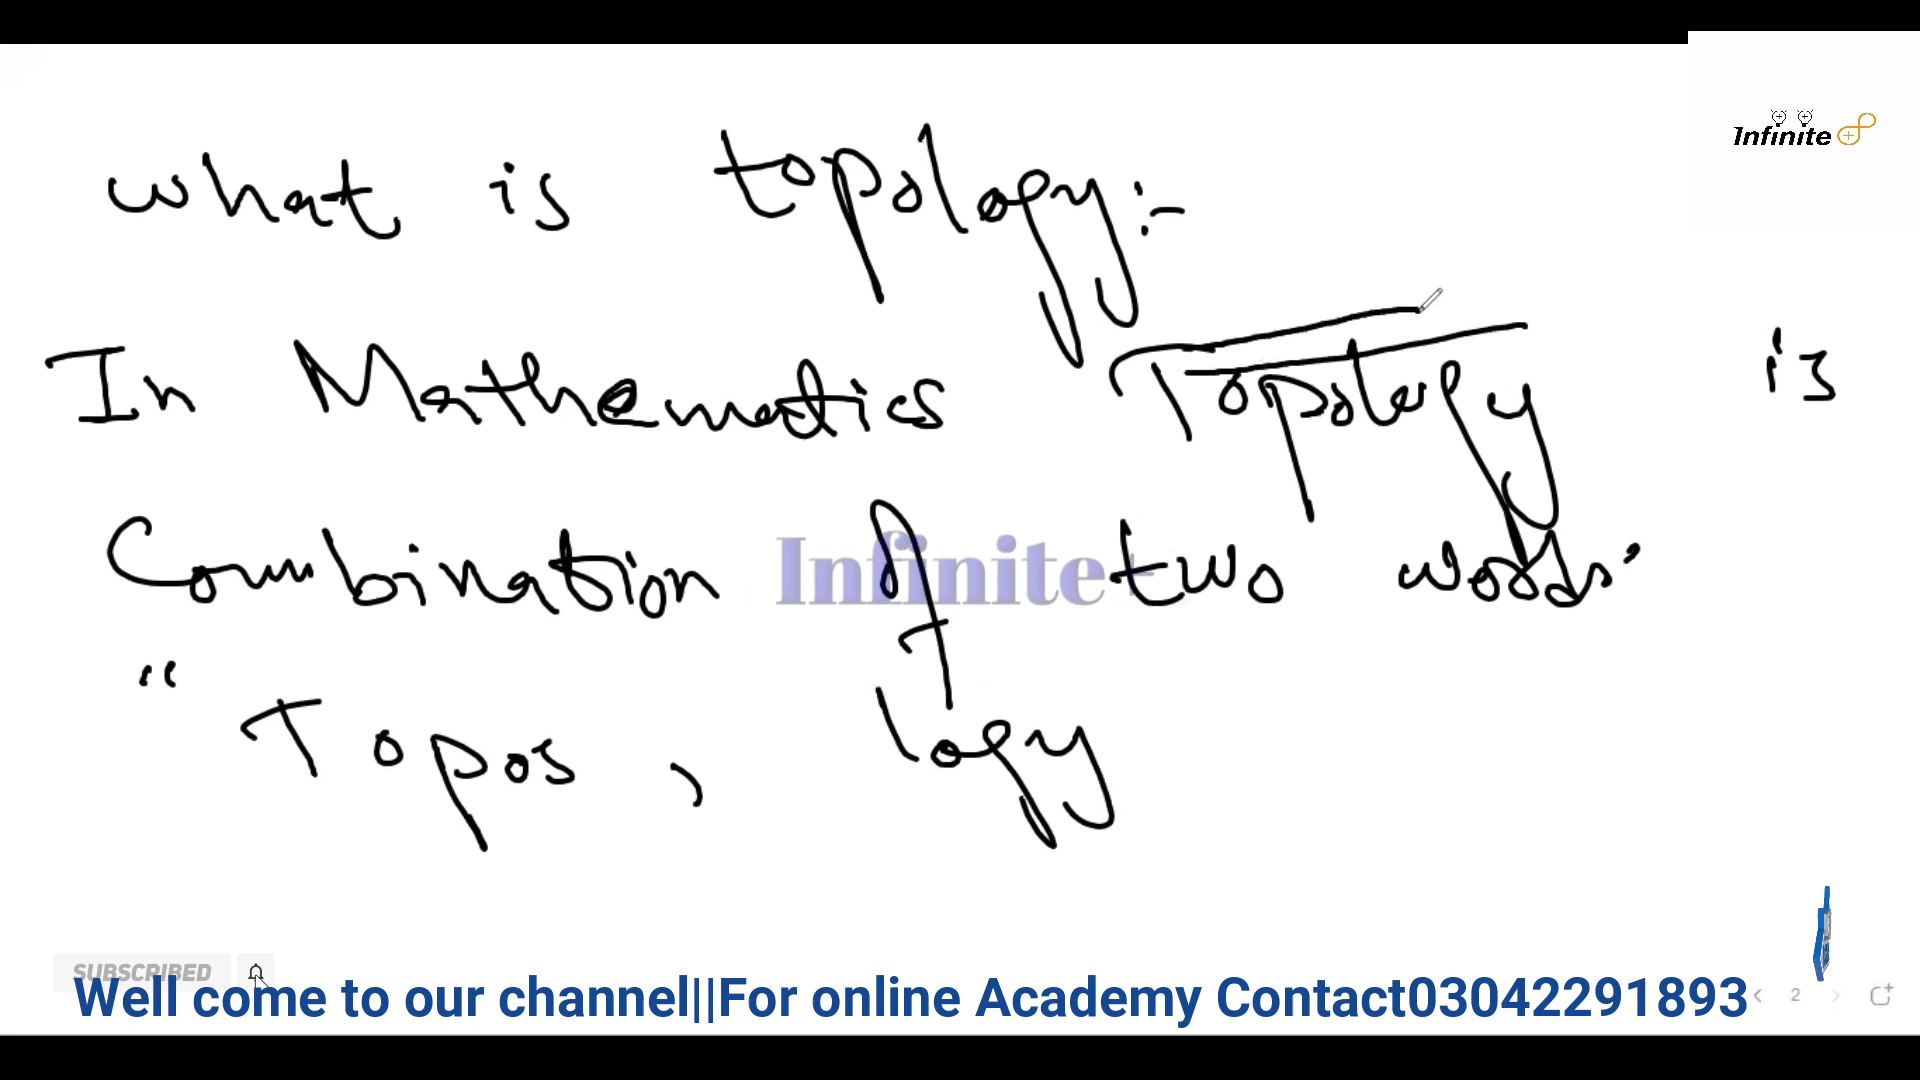 Infinite
what is topology:-
In Mathematics Topology is
Combination of two words.
Infinite+
" Topos, logy
SUBSCRIBED
Well come to our channel||For online Academy Contact03042291893
2